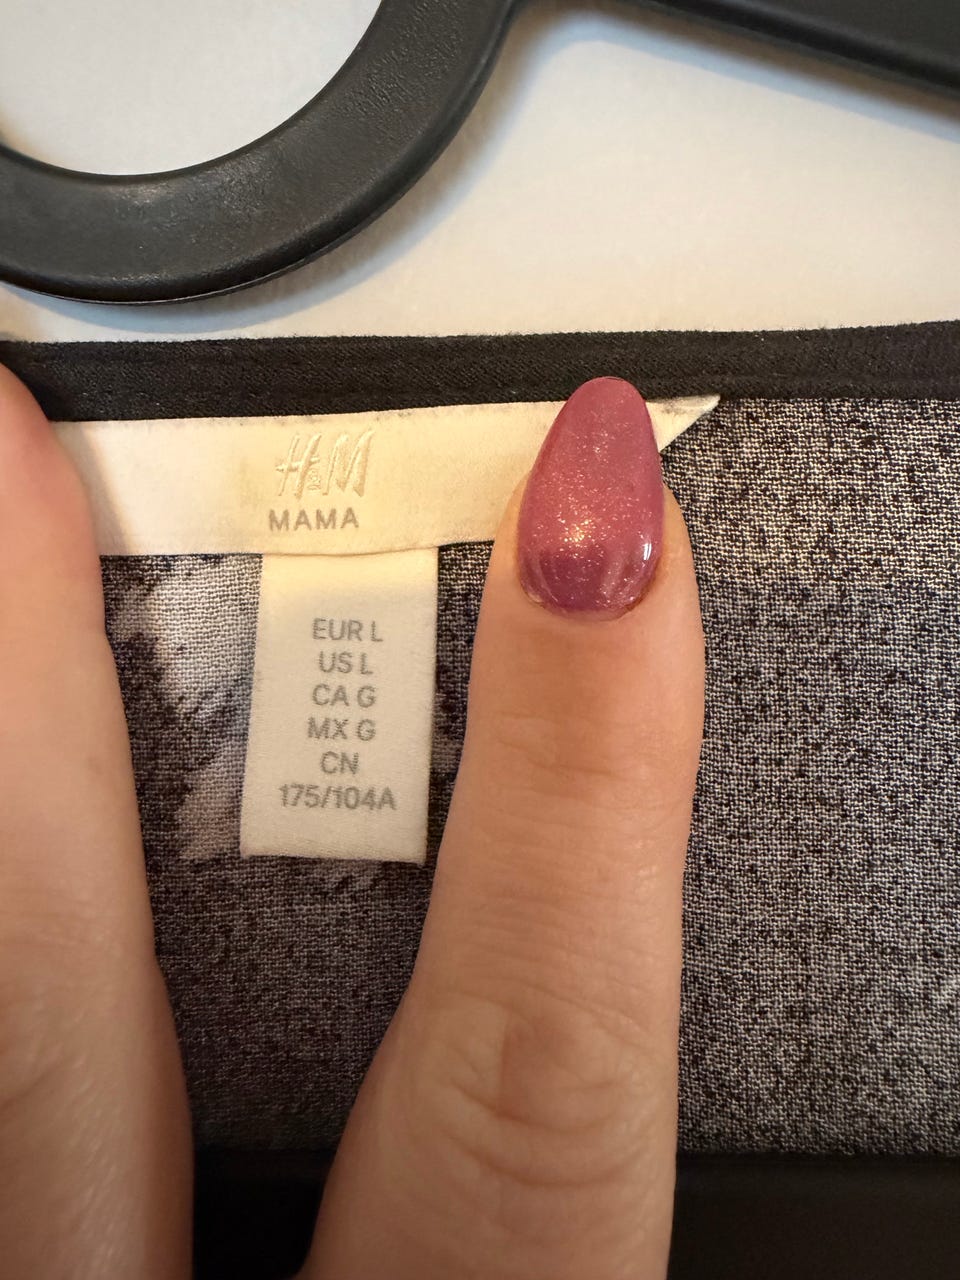 H&M
MAMA
EUR L
US L
CA G
MX G
CN
175/104A